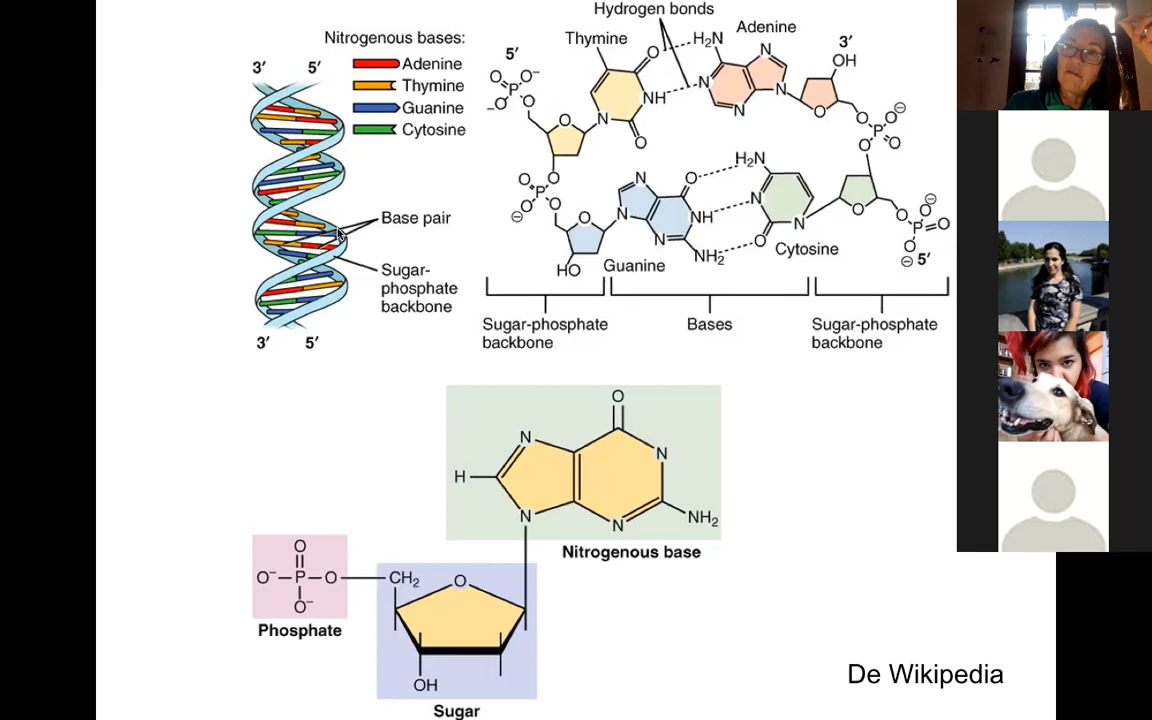 Hydrogen bonds
Nitrogenous bases:
Adenine
Thymine
Guanine
Cytosine
3′ 5′
3′ 5′
Base pair
Sugar-
phosphate
backbone
5′
Thymine
Adenine
3′
O
H₂N
N
OH
O
P
O⁻
⁻O
O
NH
N
N
N
O
N
O
O
O
O
⊖
P
O
O
O
H₂N
O
P
O
⊖
O
N
O
N
N
NH
N
O
N
O
O
⊖
P
O
O
⊖ 5′
HO
N
NH₂
O
Guanine
Cytosine
Sugar-phosphate
backbone
Bases
Sugar-phosphate
backbone
O
N
N
H
N
N
NH₂
Nitrogenous base
O
O⁻
P
O
CH₂
O
O⁻
Phosphate
OH
Sugar
De Wikipedia